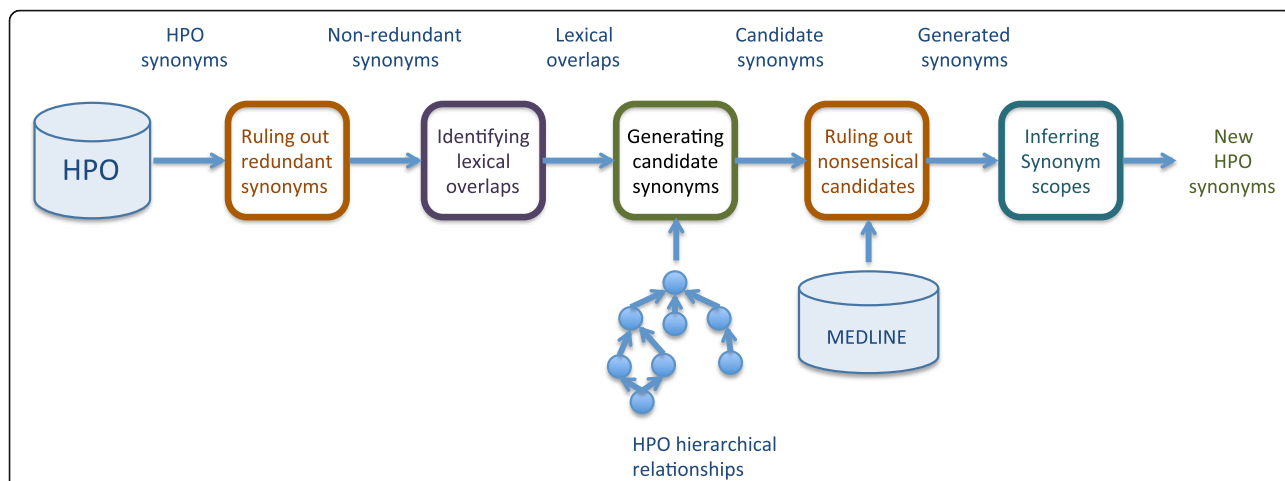 HPO
synonyms
Non-redundant
synonyms
Lexical
overlaps
Candidate
synonyms
Generated
synonyms
HPO
Ruling out
redundant
synonyms
Identifying
lexical
overlaps
Generating
candidate
synonyms
Ruling out
nonsensical
candidates
Inferring
Synonym
scopes
New
HPO
synonyms
MEDLINE
HPO hierarchical
relationships